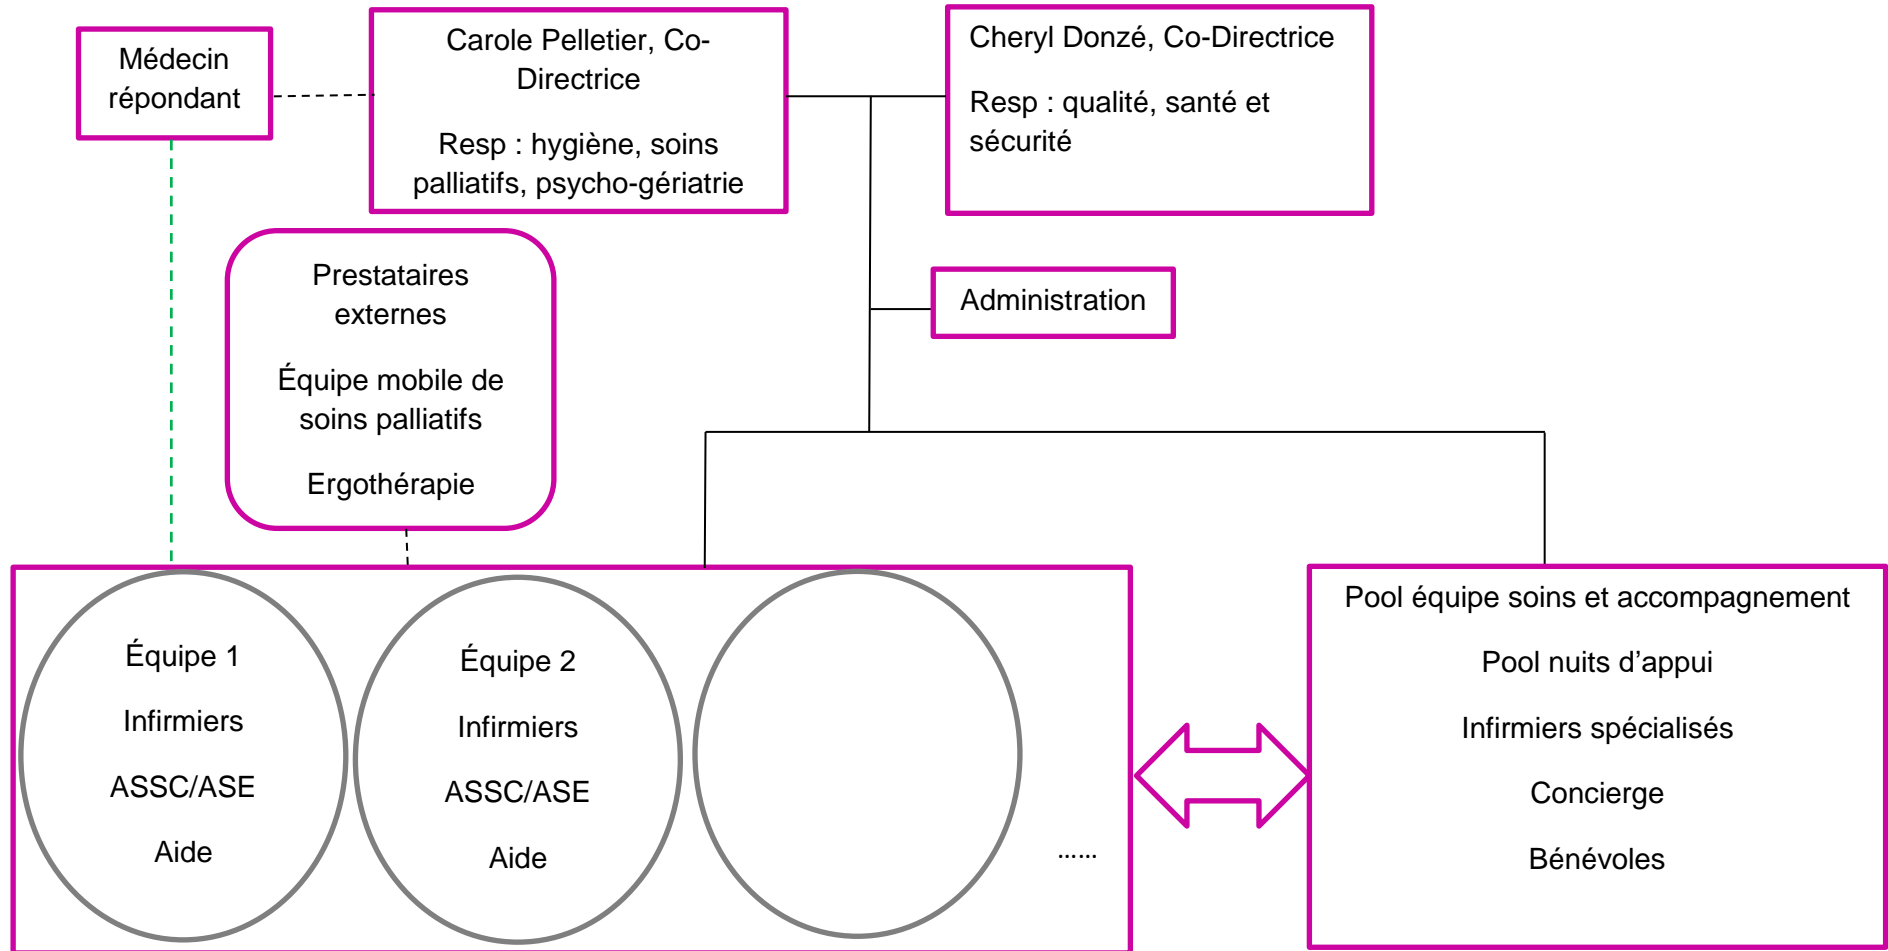 Médecin
répondant
Carole Pelletier, Co-
Directrice
Resp : hygiène, soins
palliatifs, psycho-gériatrie
Cheryl Donzé, Co-Directrice
Resp : qualité, santé et
sécurité
Prestataires
externes
Équipe mobile de
soins palliatifs
Ergothérapie
Administration
Équipe 1
Infirmiers
ASSC/ASE
Aide
Équipe 2
Infirmiers
ASSC/ASE
Aide
......
Pool équipe soins et accompagnement
Pool nuits d’appui
Infirmiers spécialisés
Concierge
Bénévoles